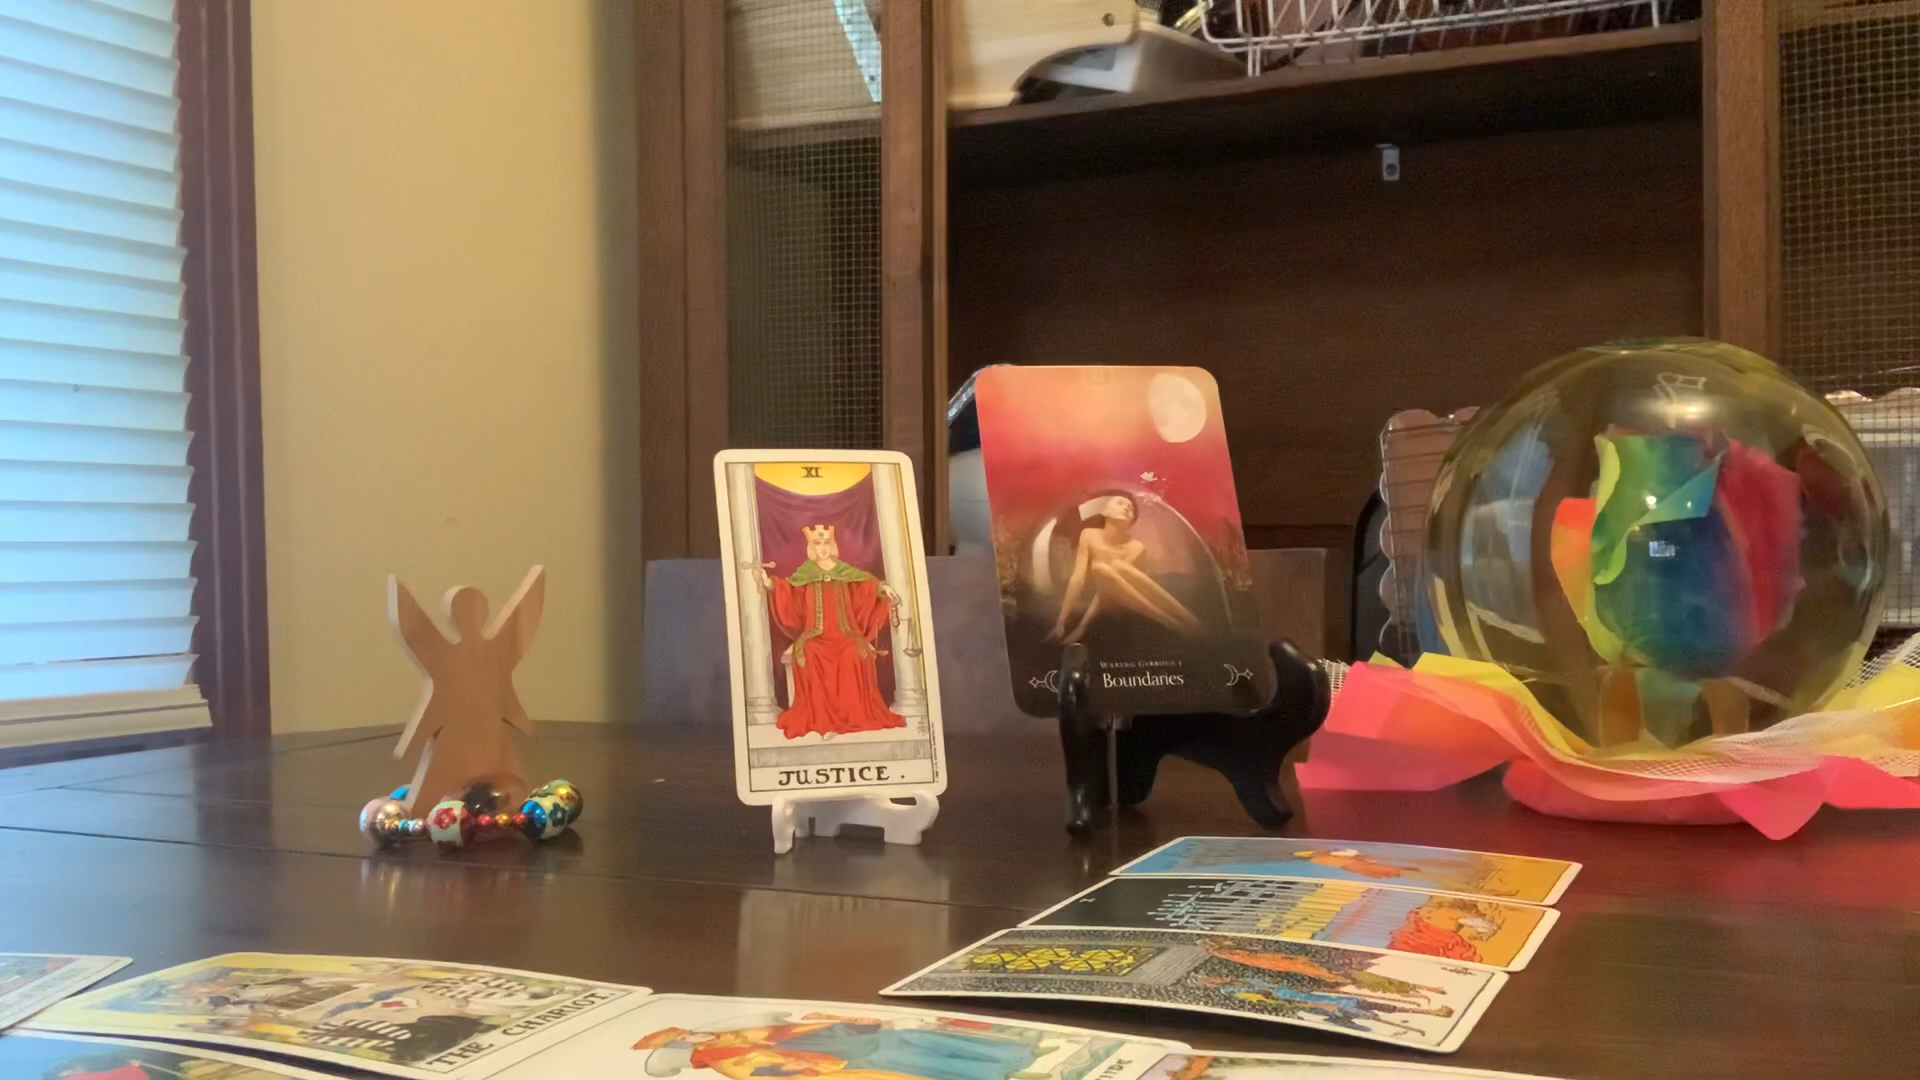 XI
JUSTICE.
WAXING GIBBOUS I
Boundaries
THE CHARIOT.